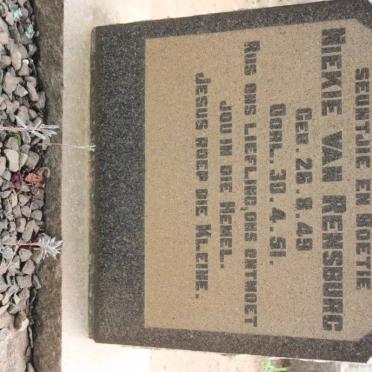 SEUNTJIE EN BOETIE
NIEKIE VAN RENSBURG
GEB. 26.8.49
OORL. 30.4.51.
RUS ONS LIEFLING, ONS ONTMOET
JOU IN DIE HEMEL.
JESUS ROEP DIE KLEINE.